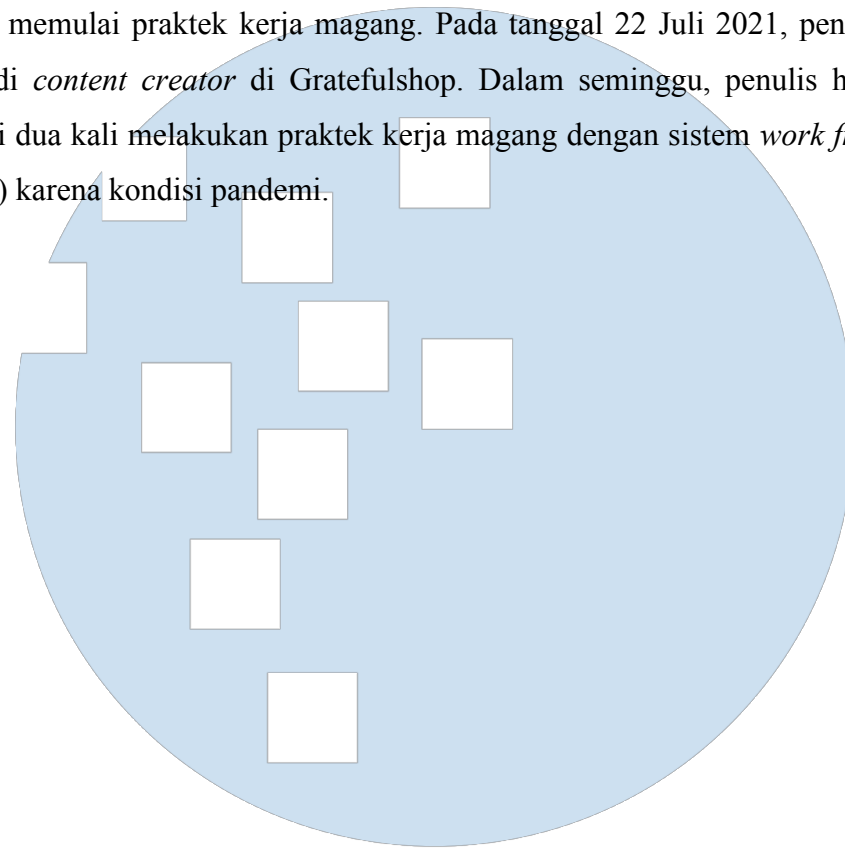 memulai praktek kerja magang. Pada tanggal 22 Juli 2021, pen
di content creator di Gratefulshop. Dalam seminggu, penulis h
i dua kali melakukan praktek kerja magang dengan sistem work fr
) karena kondisi pandemi.